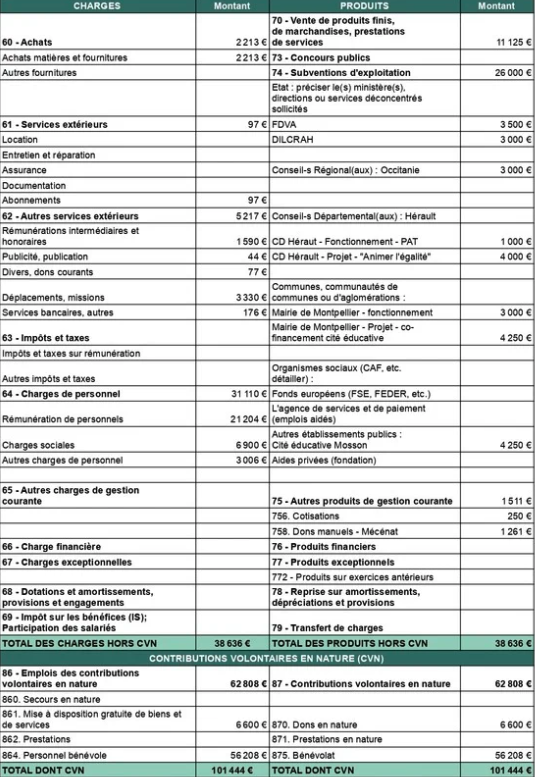 CHARGES Montant PRODUITS Montant
60 - Achats 2 213 € 70 - Vente de produits finis, de marchandises, prestations de services 11 125 €
Achats matières et fournitures 2 213 € 73 - Concours publics
Autres fournitures 74 - Subventions d'exploitation 26 000 €
Etat : préciser le(s) ministère(s), directions ou services déconcentrés sollicités
61 - Services extérieurs 97 € FDVA 3 500 €
Location DILCRAH 3 000 €
Entretien et réparation
Assurance Conseil-s Régional(aux) : Occitanie 3 000 €
Documentation
Abonnements 97 €
62 - Autres services extérieurs 5 217 € Conseil-s Départemental(aux) : Hérault
Rémunérations intermédiaires et honoraires 1 590 € CD Héraut - Fonctionnement - PAT 1 000 €
Publicité, publication 44 € CD Hérault - Projet - "Animer l'égalité" 4 000 €
Divers, dons courants 77 €
Déplacements, missions 3 330 € Communes, communautés de communes ou d'aglomérations :
Services bancaires, autres 176 € Mairie de Montpellier - fonctionnement 3 000 €
63 - Impôts et taxes Mairie de Montpellier - Projet - co-financement cité éducative 4 250 €
Impôts et taxes sur rémunération
Autres impôts et taxes Organismes sociaux (CAF, etc. détailler) :
64 - Charges de personnel 31 110 € Fonds européens (FSE, FEDER, etc.)
Rémunération de personnels 21 204 € L'agence de services et de paiement (emplois aidés)
Charges sociales 6 900 € Autres établissements publics : Cité éducative Mosson 4 250 €
Autres charges de personnel 3 006 € Aides privées (fondation)
65 - Autres charges de gestion courante 75 - Autres produits de gestion courante 1 511 €
756. Cotisations 250 €
758. Dons manuels - Mécénat 1 261 €
66 - Charge financière 76 - Produits financiers
67 - Charges exceptionnelles 77 - Produits exceptionnels
772 - Produits sur exercices antérieurs
68 - Dotations et amortissements, provisions et engagements 78 - Reprise sur amortissements, dépréciations et provisions
69 - Impôt sur les bénéfices (IS); Participation des salariés 79 - Transfert de charges
TOTAL DES CHARGES HORS CVN 38 636 € TOTAL DES PRODUITS HORS CVN 38 636 €
CONTRIBUTIONS VOLONTAIRES EN NATURE (CVN)
86 - Emplois des contributions volontaires en nature 62 808 € 87 - Contributions volontaires en nature 62 808 €
860. Secours en nature
861. Mise à disposition gratuite de biens et de services 6 600 € 870. Dons en nature 6 600 €
862. Prestations 871. Prestations en nature
864. Personnel bénévole 56 208 € 875. Bénévolat 56 208 €
TOTAL DONT CVN 101 444 € TOTAL DONT CVN 101 444 €